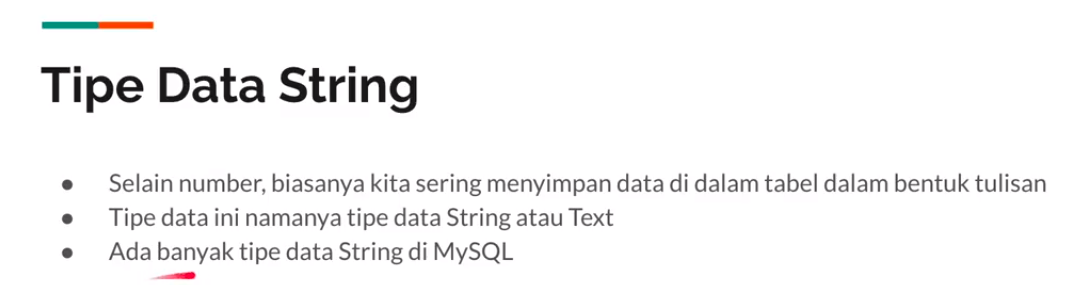 Tipe Data String
● Selain number, biasanya kita sering menyimpan data di dalam tabel dalam bentuk tulisan
● Tipe data ini namanya tipe data String atau Text
● Ada banyak tipe data String di MySQL